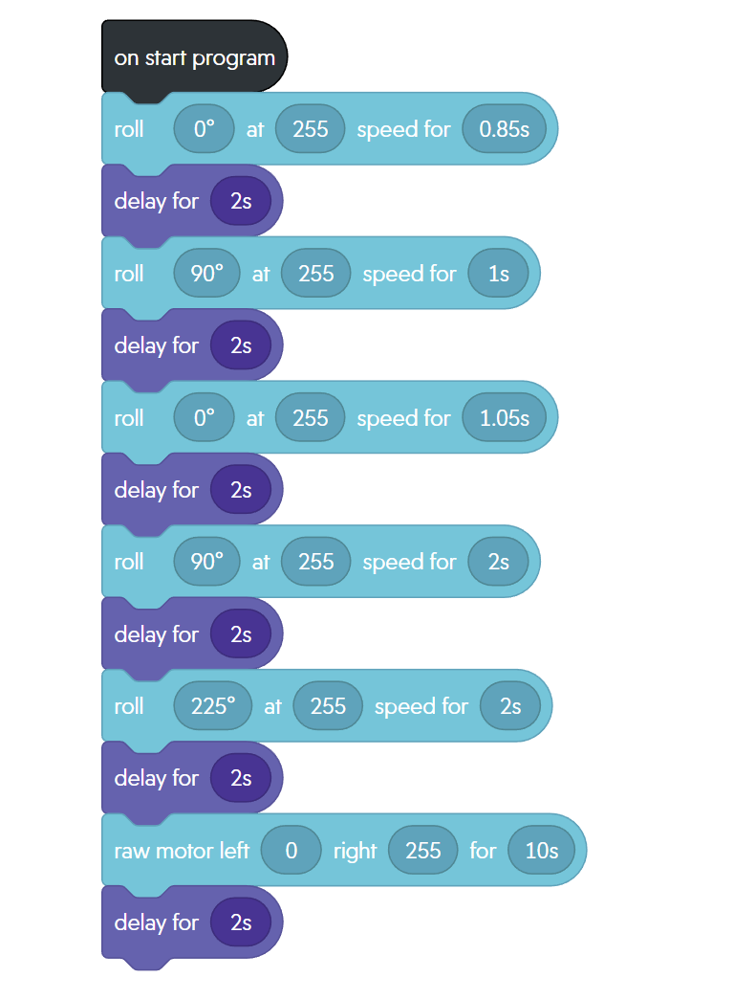 on start program
roll 0° at 255 speed for 0.85s
delay for 2s
roll 90° at 255 speed for 1s
delay for 2s
roll 0° at 255 speed for 1.05s
delay for 2s
roll 90° at 255 speed for 2s
delay for 2s
roll 225° at 255 speed for 2s
delay for 2s
raw motor left 0 right 255 for 10s
delay for 2s